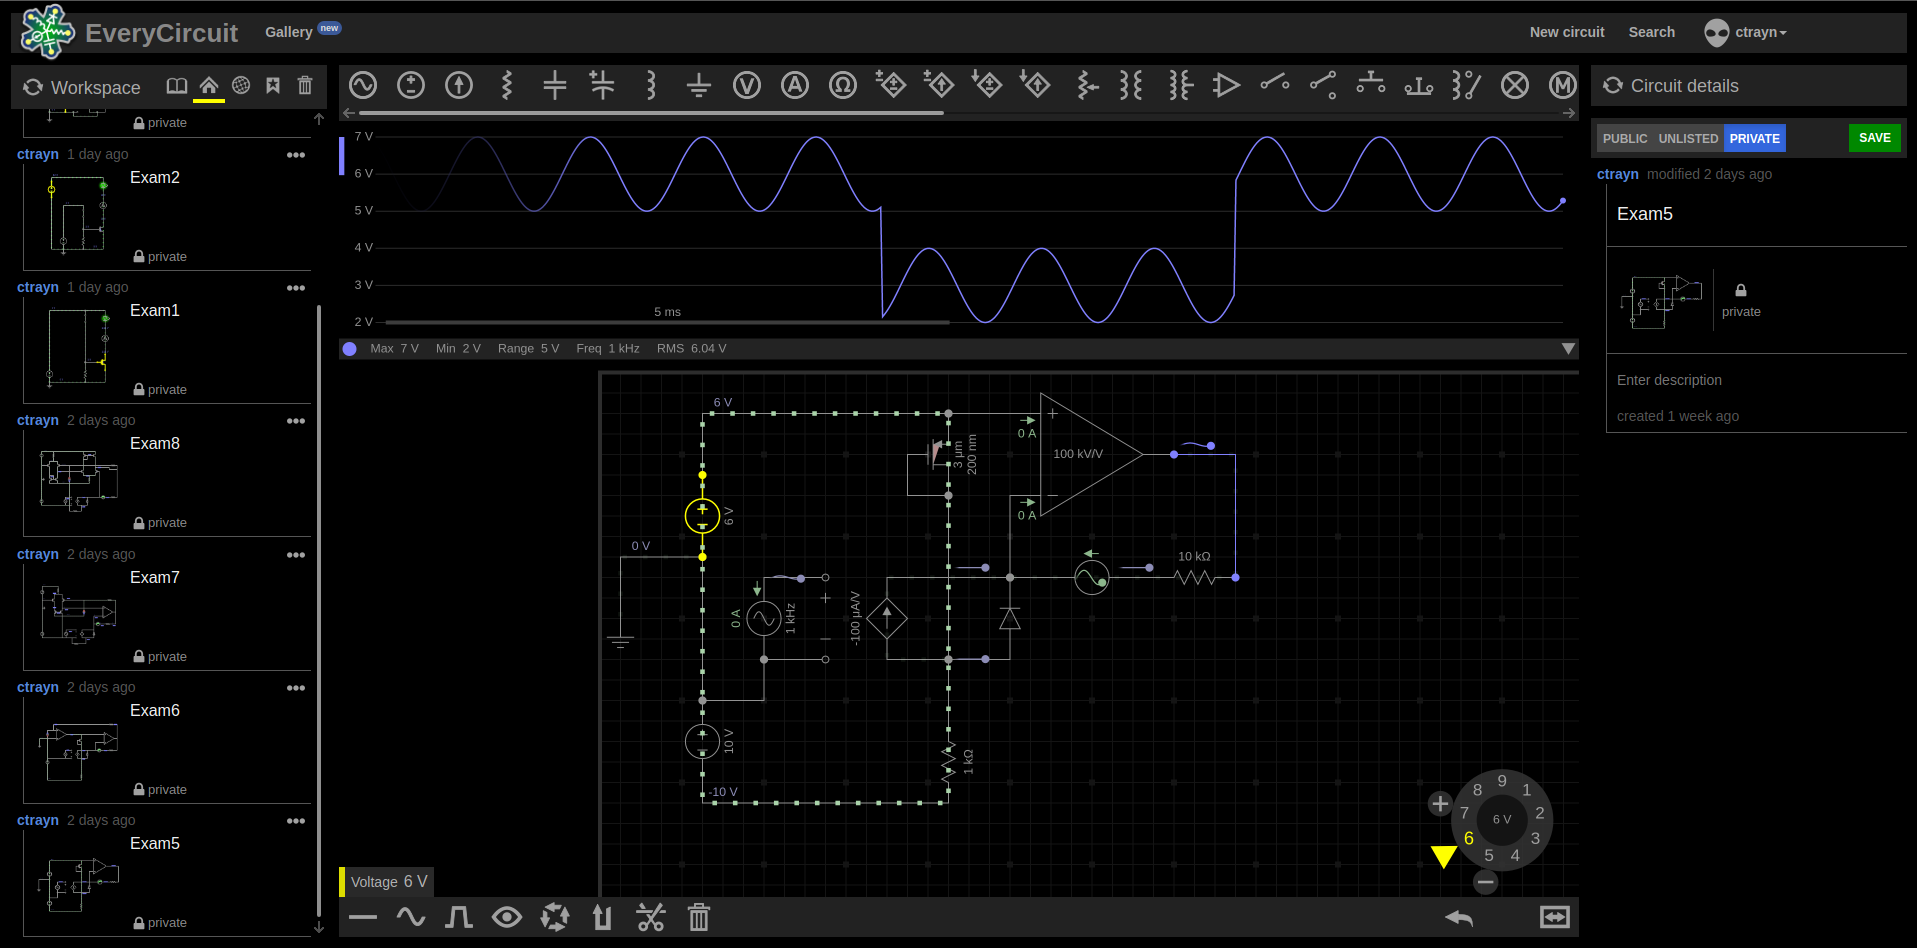 EveryCircuit
Gallery new
New circuit Search ctrayn
Workspace
private
ctrayn 1 day ago
Exam2
private
ctrayn 1 day ago
Exam1
private
ctrayn 2 days ago
Exam8
private
ctrayn 2 days ago
Exam7
private
ctrayn 2 days ago
Exam6
private
ctrayn 2 days ago
Exam5
private
V A Ω M
7 V
6 V
5 V
4 V
3 V
2 V
5 ms
Max 7 V Min 2 V Range 5 V Freq 1 kHz RMS 6.04 V
6 V
0 A
3 μm
200 nm
100 kV/V
0 A
6 V
0 V
10 kΩ
0 A
1 kHz
-100 μA/V
10 V
1 kΩ
-10 V
9
8 1
7 2
6 V
6 3
5 4
Voltage 6 V
Circuit details
PUBLIC UNLISTED PRIVATE SAVE
ctrayn modified 2 days ago
Exam5
private
Enter description
created 1 week ago